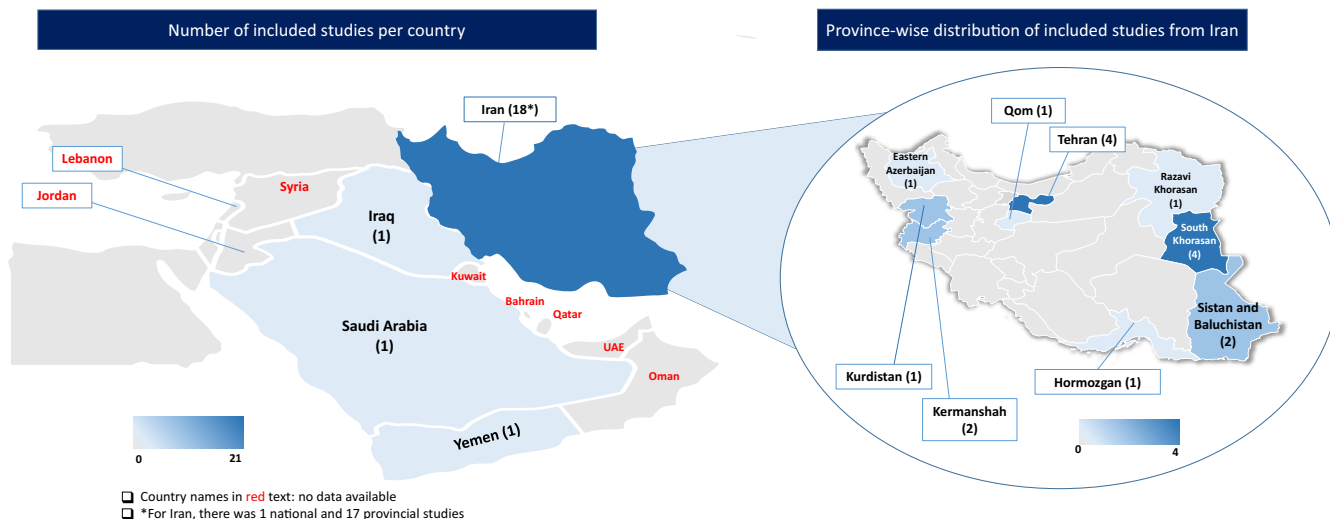 Number of included studies per country
Province-wise distribution of included studies from Iran
Iran (18*)
Lebanon
Jordan
Syria
Iraq
(1)
Kuwait
Bahrain
Qatar
Saudi Arabia
(1)
UAE
Oman
Yemen (1)
0
21
❑ Country names in red text: no data available
❑ *For Iran, there was 1 national and 17 provincial studies
Qom (1)
Tehran (4)
Eastern
Azerbaijan
(1)
Razavi
Khorasan
(1)
South
Khorasan
(4)
Sistan and
Baluchistan
(2)
Kurdistan (1)
Kermanshah
(2)
Hormozgan (1)
0
4